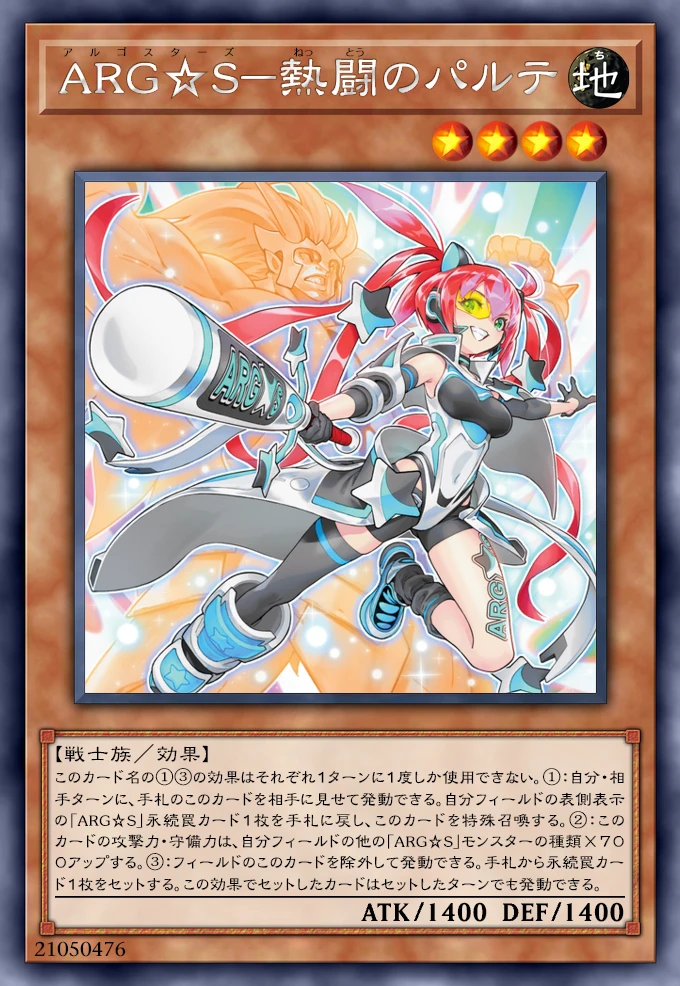 アルゴスターズ ねっ とう
ARG☆S－熱闘のパルテ
ち
地
ARG☆S
ARG☆
【戦士族／効果】
このカード名の①③の効果はそれぞれ1ターンに1度しか使用できない。①：自分・相
手ターンに、手札のこのカードを相手に見せて発動できる。自分フィールドの表側表示
の「ARG☆S」永続罠カード1枚を手札に戻し、このカードを特殊召喚する。②：この
カードの攻撃力・守備力は、自分フィールドの他の「ARG☆S」モンスターの種類×７０
０アップする。③：フィールドのこのカードを除外して発動できる。手札から永続罠カー
ド1枚をセットする。この効果でセットしたカードはセットしたターンでも発動できる。
ATK/1400 DEF/1400
21050476